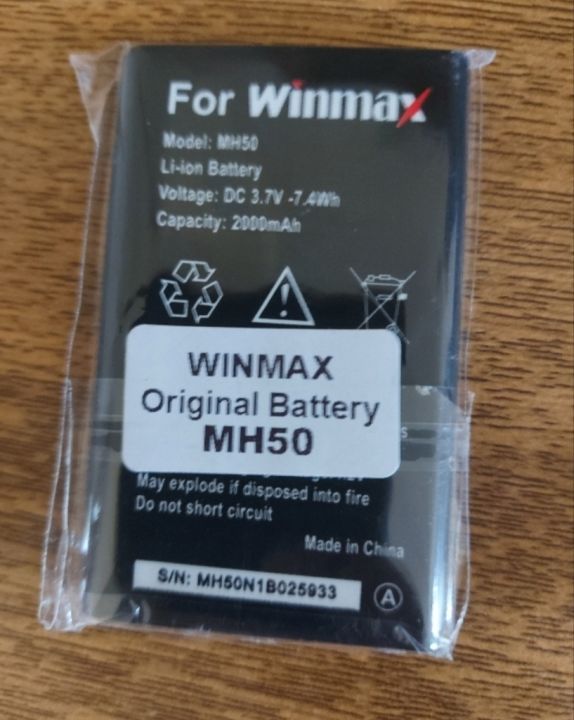 For Winmax
Model: MH50
Li-ion Battery
Voltage: DC 3.7V -7.4Wh
Capacity: 2000mAh
WINMAX
Original Battery
MH50
May explode if disposed into fire
Do not short circuit
Made in China
S/N: MH50N1B025933
A